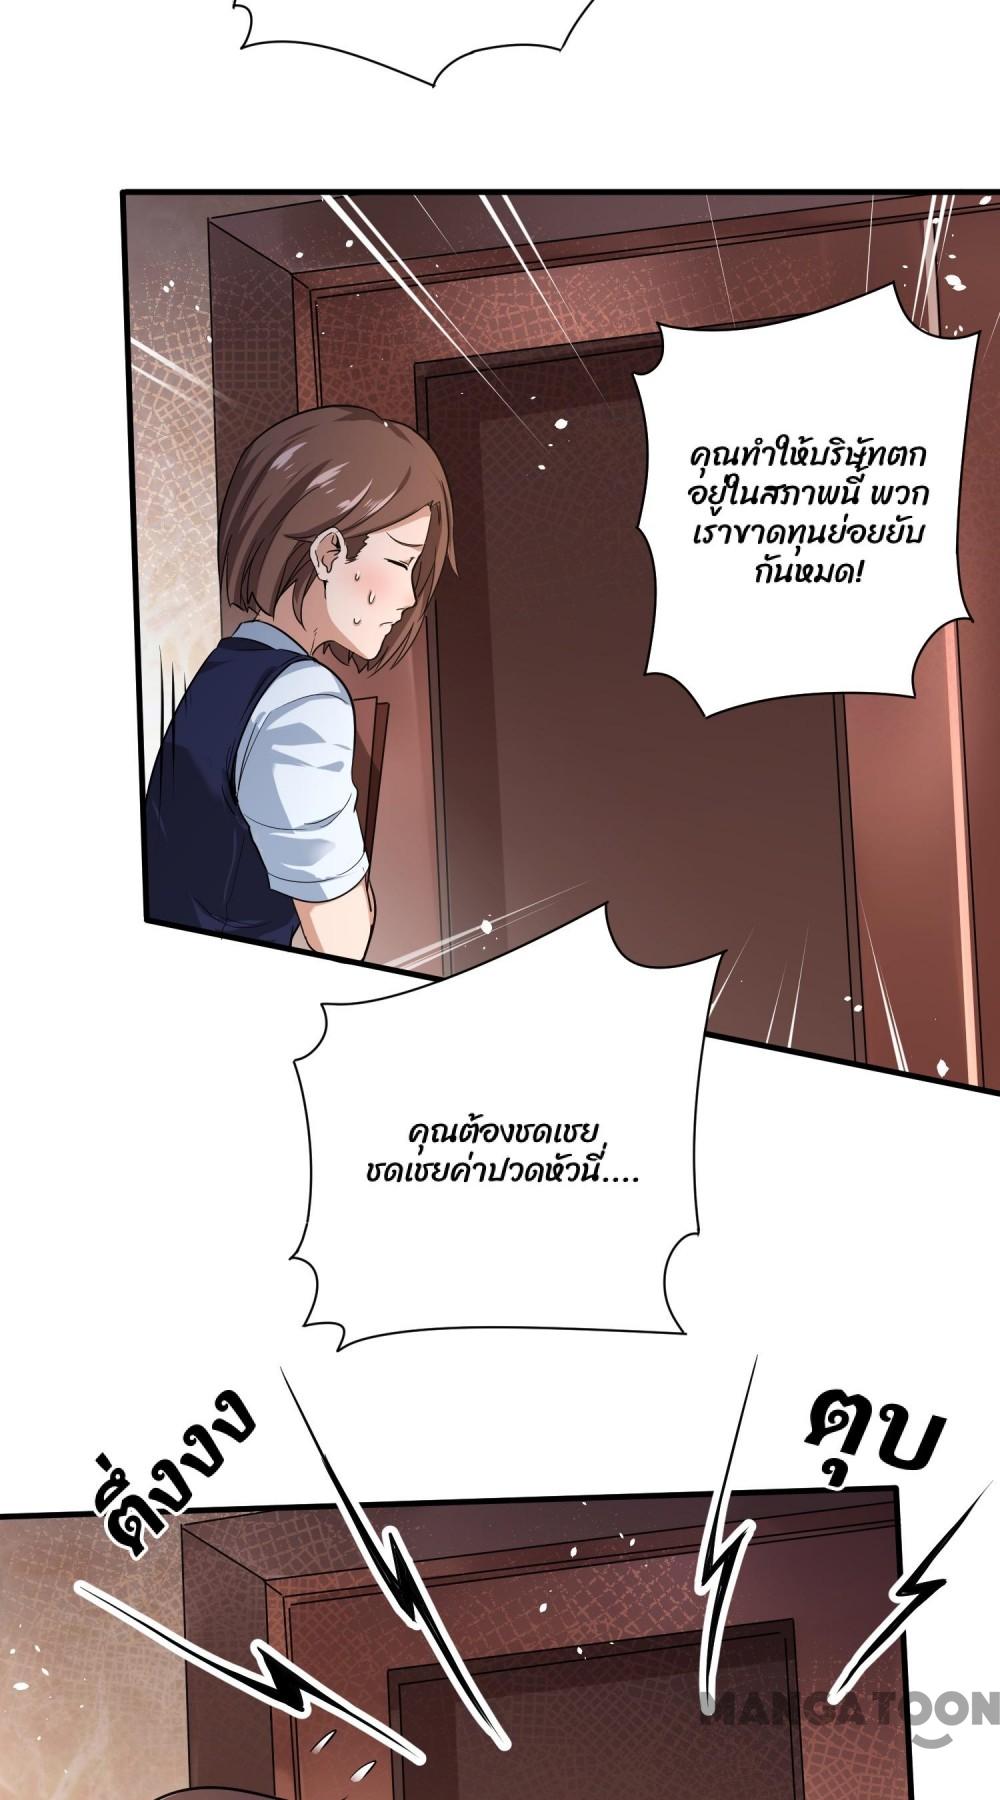 คุณทำให้บริษัทตก
อยู่ในสภาพนี้ พวก
เราขาดทุนย่อยยับ
กันหมด!
คุณต้องชดเชย
ชดเชยค่าปวดหัวนี่....
ตึ่งงง
ตุบ
MANGATOON